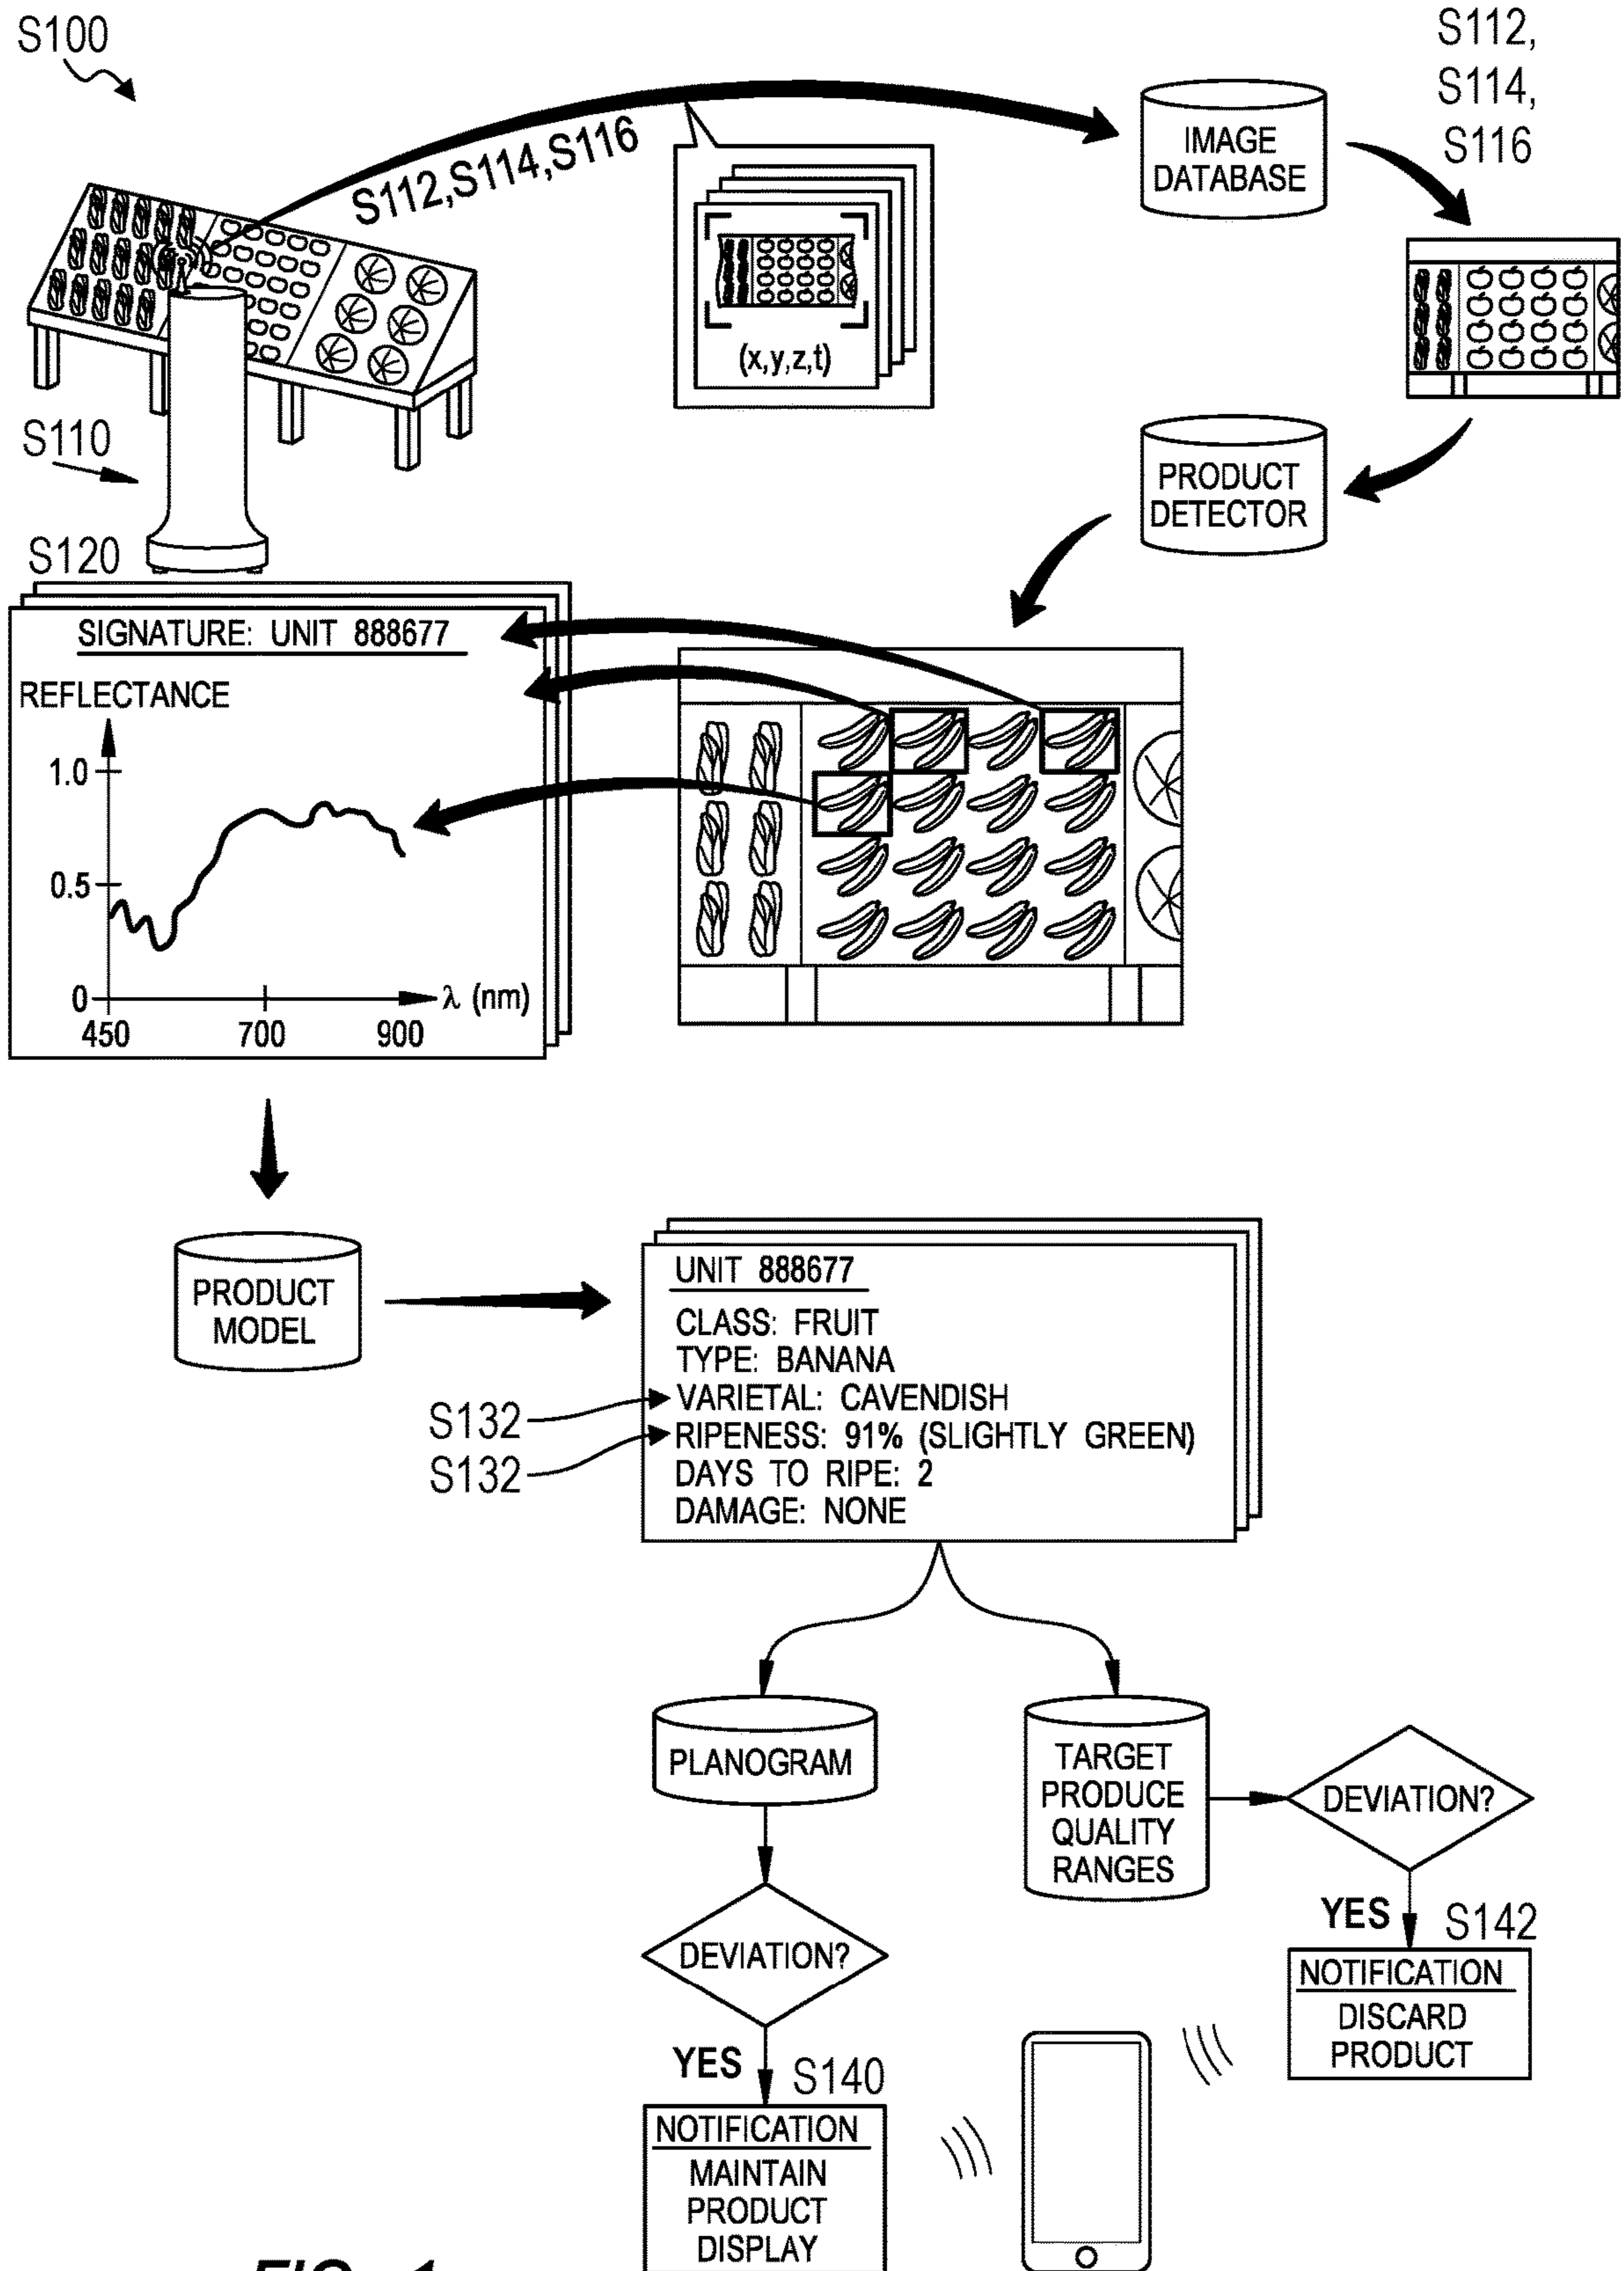 S100
S112,S114,S116
(x,y,z,t)
IMAGE
DATABASE
S112,
S114,
S116
S110
PRODUCT
DETECTOR
S120
SIGNATURE: UNIT 888677
REFLECTANCE
1.0
0.5
0
λ (nm)
450 700 900
PRODUCT
MODEL
UNIT 888677
CLASS: FRUIT
TYPE: BANANA
VARIETAL: CAVENDISH
RIPENESS: 91% (SLIGHTLY GREEN)
DAYS TO RIPE: 2
DAMAGE: NONE
S132
S132
PLANOGRAM
TARGET
PRODUCE
QUALITY
RANGES
DEVIATION?
YES
S142
NOTIFICATION
DISCARD
PRODUCT
DEVIATION?
YES
S140
NOTIFICATION
MAINTAIN
PRODUCT
DISPLAY